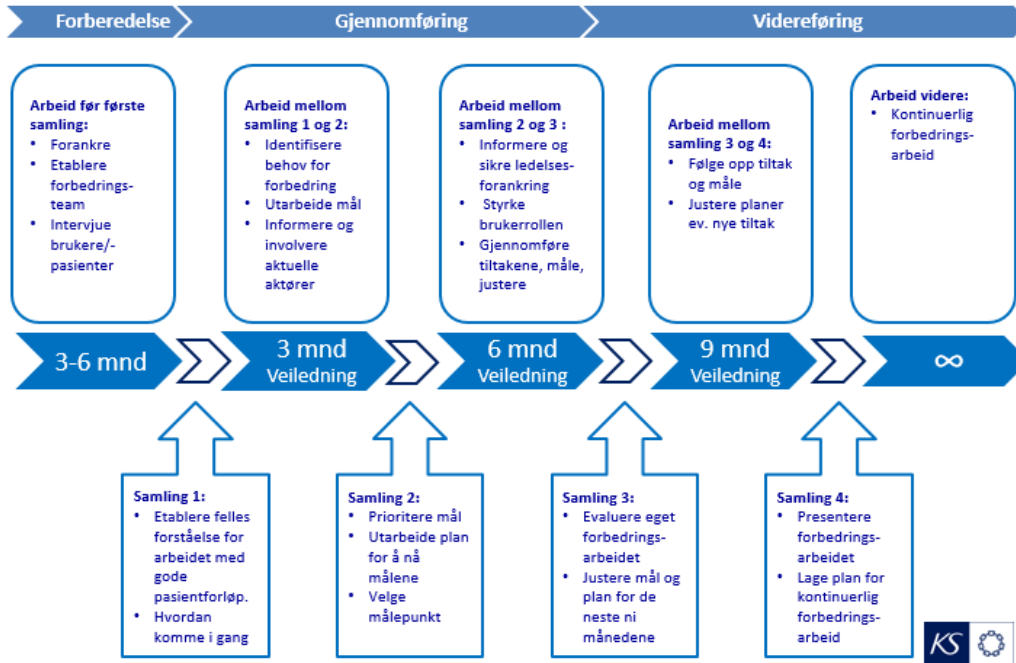 Forberedelse
Gjennomføring
Videreføring
Arbeid før første
samling:
• Forankre
• Etablere
forbedrings-
team
• Intervjue
brukere/-
pasienter
Arbeid mellom
samling 1 og 2:
• Identifisere
behov for
forbedring
• Utarbeide mål
• Informere og
involvere
aktuelle
aktører
Arbeid mellom
samling 2 og 3 :
• Informere og
sikre ledelses-
forankring
• Styrke
brukerrollen
• Gjennomføre
tiltakene, måle,
justere
Arbeid mellom
samling 3 og 4:
• Følge opp tiltak
og måle
• Justere planer
ev. nye tiltak
Arbeid videre:
• Kontinuerlig
forbedrings-
arbeid
3-6 mnd
3 mnd
Veiledning
6 mnd
Veiledning
9 mnd
Veiledning
∞
Samling 1:
• Etablere felles
forståelse for
arbeidet med
gode
pasientforløp.
• Hvordan
komme i gang
Samling 2:
• Prioritere mål
• Utarbeide plan
for å nå
målene
• Velge
målepunkt
Samling 3:
• Evaluere eget
forbedrings-
arbeidet
• Justere mål og
plan for de
neste ni
månedene
Samling 4:
• Presentere
forbedrings-
arbeidet
• Lage plan for
kontinuerlig
forbedrings-
arbeid
KS